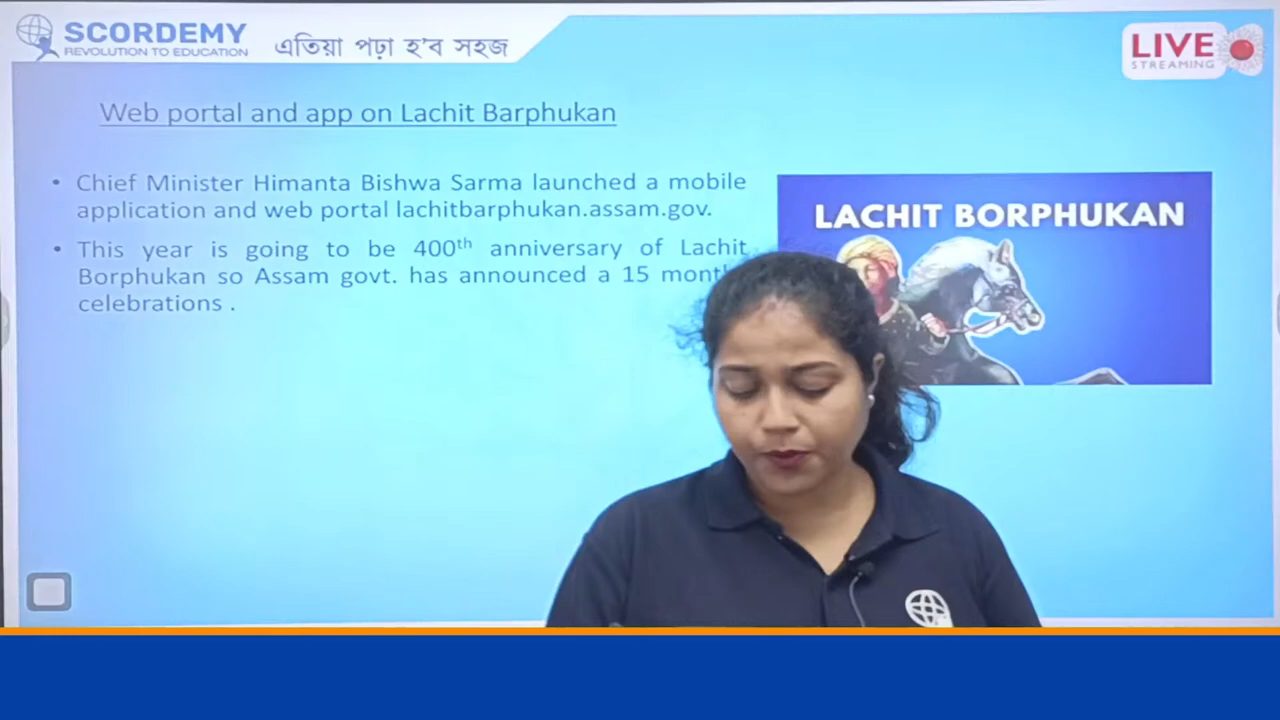 SCORDEMY
REVOLUTION TO EDUCATION
এতিয়া পঢ়া হ'ব সহজ
LIVE
STREAMING
Web portal and app on Lachit Barphukan
• Chief Minister Himanta Bishwa Sarma launched a mobile
application and web portal lachitbarphukan.assam.gov.
• This year is going to be 400th anniversary of Lachit
Borphukan so Assam govt. has announced a 15
celebrations .
LACHIT BORPHUKAN